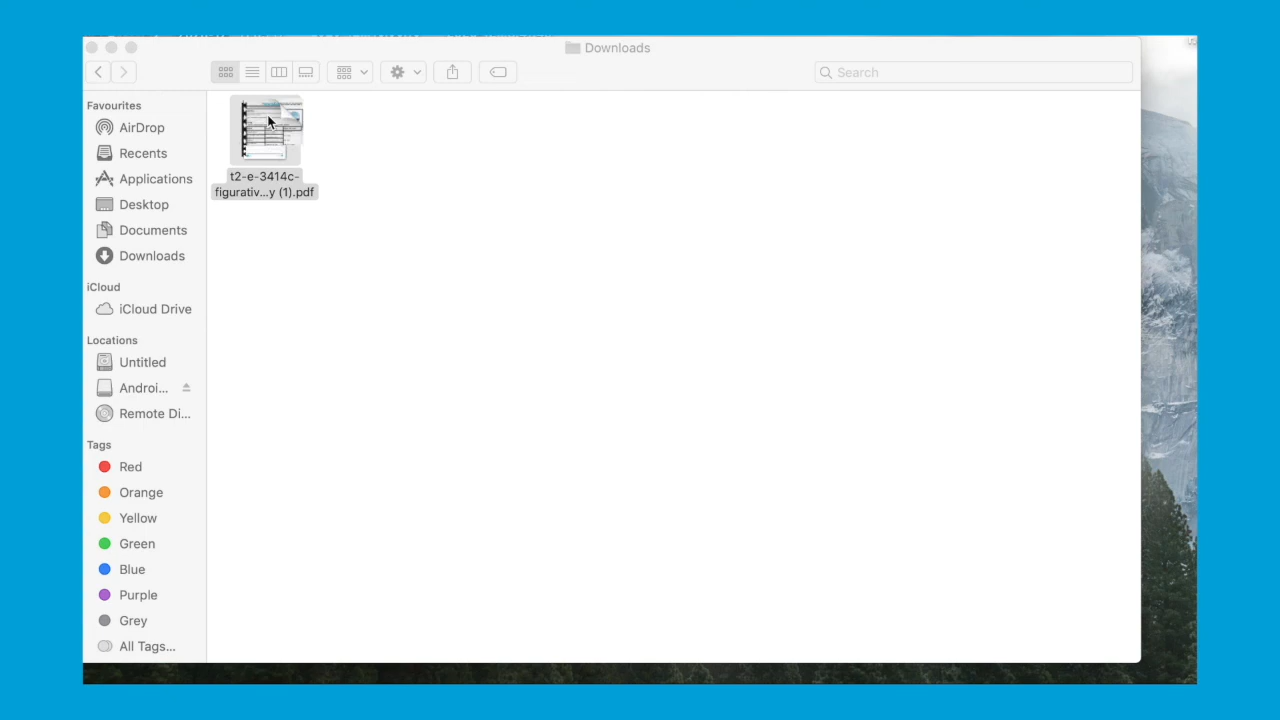 Downloads
Search
Favourites
AirDrop
Recents
Applications
Desktop
Documents
Downloads
iCloud
iCloud Drive
Locations
Untitled
Androi...
Remote Di...
Tags
Red
Orange
Yellow
Green
Blue
Purple
Grey
All Tags...
t2-e-3414c-
figurativ...y (1).pdf